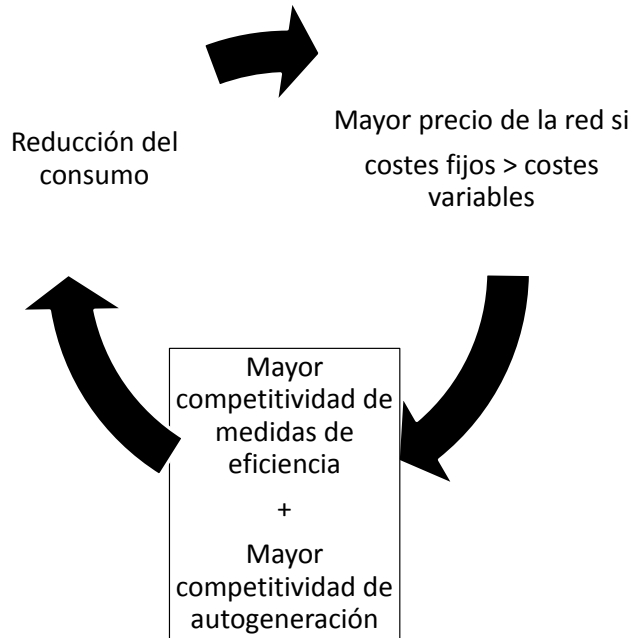 Reducción del
consumo
Mayor precio de la red si
costes fijos > costes
variables
Mayor
competitividad de
medidas de
eficiencia
+
Mayor
competitividad de
autogeneración